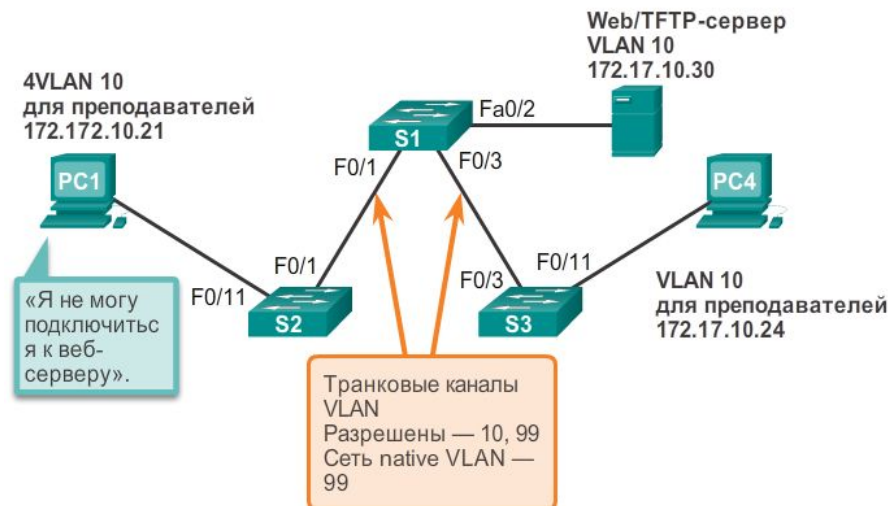 Web/TFTP-сервер
VLAN 10
172.17.10.30
4VLAN 10
для преподавателей
172.172.10.21
Fa0/2
S1
F0/1
F0/3
PC1
PC4
F0/1
F0/3
F0/11
F0/11
S2
S3
VLAN 10
для преподавателей
172.17.10.24
«Я не могу
подключитьс
я к веб-
серверу».
Транковые каналы
VLAN
Разрешены — 10, 99
Сеть native VLAN —
99